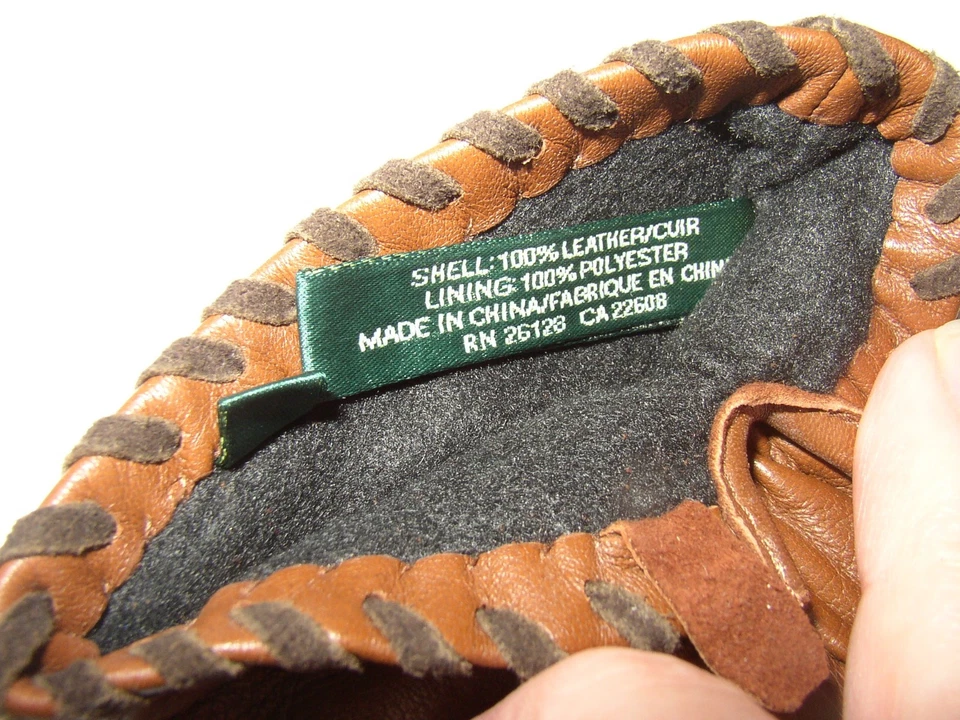 SHELL: 100% LEATHER/CUIR
LINING: 100% POLYESTER
MADE IN CHINA/FABRIQUE EN CHIN
RN 26128 CA 22608